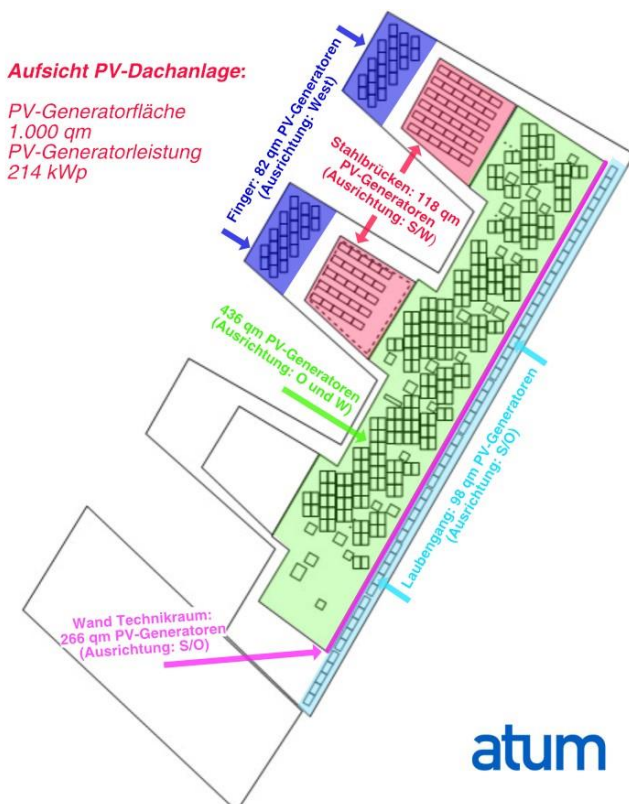 Aufsicht PV-Dachanlage:
PV-Generatorfläche
1.000 qm
PV-Generatorleistung
214 kWp
Finger: 82 qm PV-Generatoren
(Ausrichtung: West)
Stahlbrücken: 118 qm
PV-Generatoren
(Ausrichtung: S/W)
436 qm PV-Generatoren
(Ausrichtung: O und W)
Laubengang: 98 qm PV-Generatoren
(Ausrichtung: S/O)
Wand Technikraum:
266 qm PV-Generatoren
(Ausrichtung: S/O)
atum